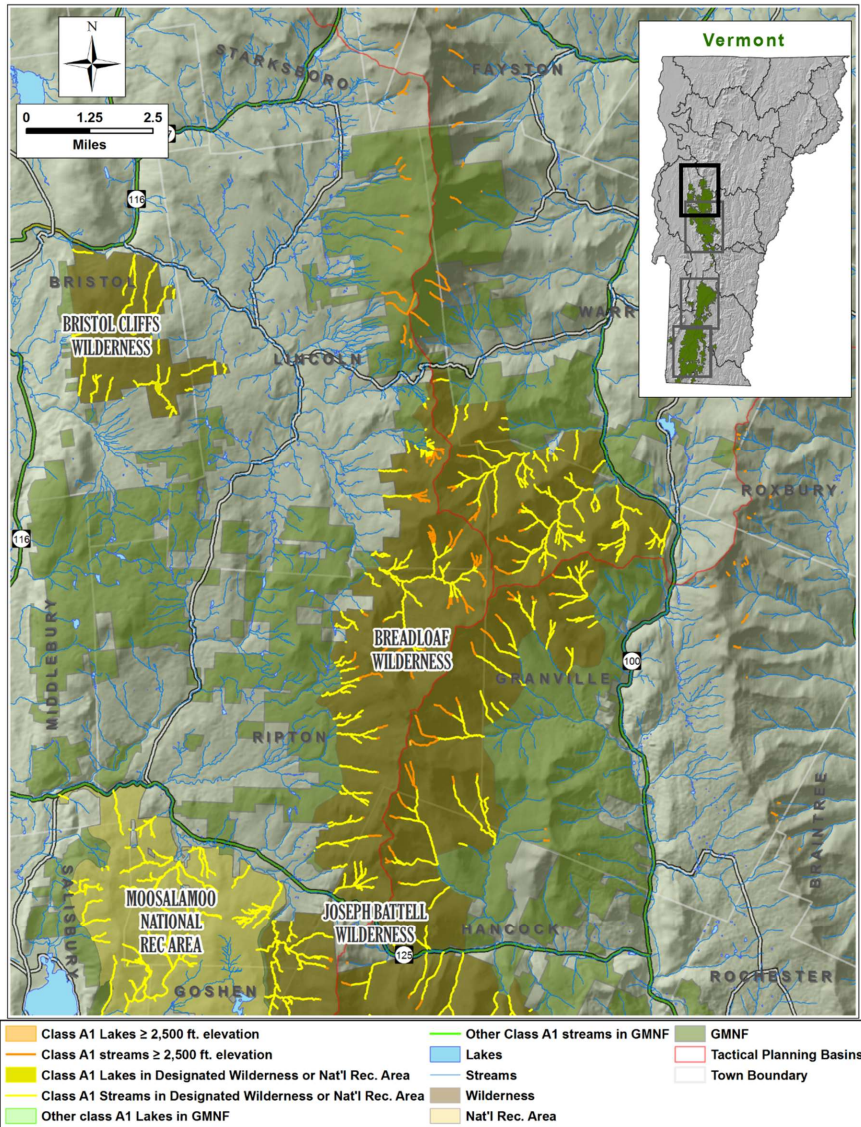 N
0 1.25 2.5
Miles
Vermont
STARKSBORO
FAYSTON
116
BRISTOL
BRISTOL CLIFFS
WILDERNESS
WARR
LINCOLN
ROXBURY
116
MIDDLEBURY
BREADLOAF
WILDERNESS
100
GRANVILLE
RIPTON
BRAINTREE
SALISBURY
MOOSALAMOO
NATIONAL
REC AREA
JOSEPH BATTELL
WILDERNESS
HANCOCK
125
GOSHEN
ROCHESTER
Class A1 Lakes ≥ 2,500 ft. elevation
Class A1 streams ≥ 2,500 ft. elevation
Class A1 Lakes in Designated Wilderness or Nat'l Rec. Area
Class A1 Streams in Designated Wilderness or Nat'l Rec. Area
Other class A1 Lakes in GMNF
Other Class A1 streams in GMNF
Lakes
Streams
Wilderness
Nat'l Rec. Area
GMNF
Tactical Planning Basins
Town Boundary